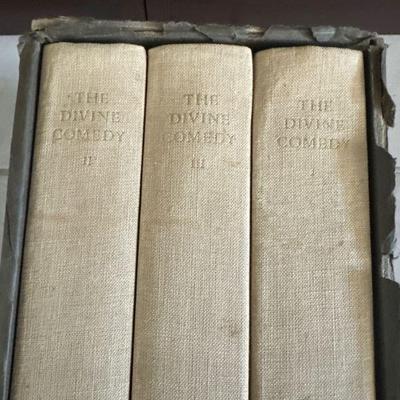 THE
DIVINE
COMEDY
II
THE
DIVINE
COMEDY
III
THE
DIVINE
COMEDY
I